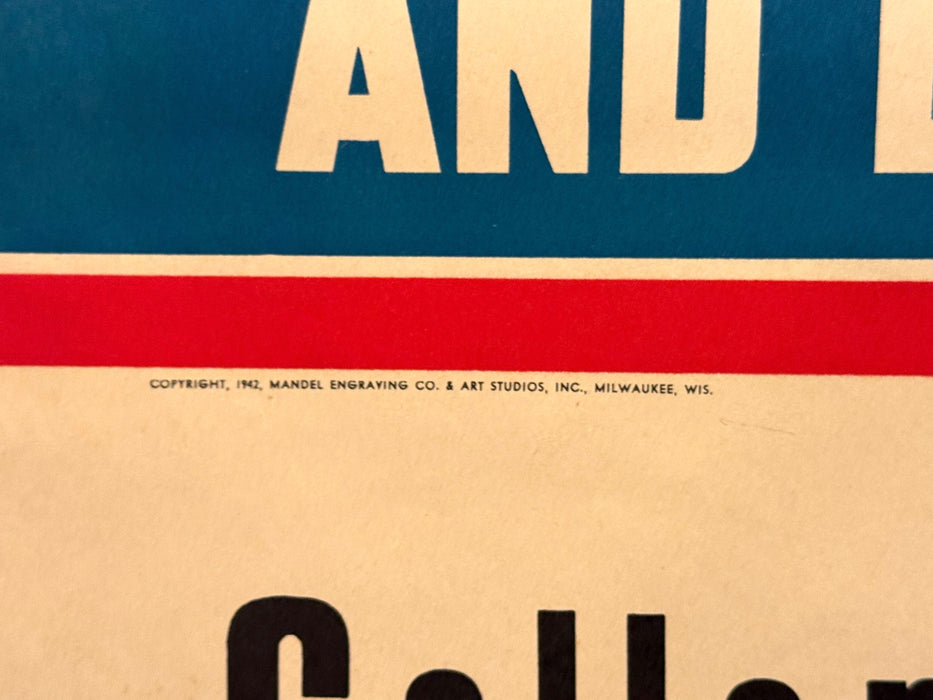 AND
COPYRIGHT, 1942, MANDEL ENGRAVING CO. & ART STUDIOS, INC., MILWAUKEE, WIS.